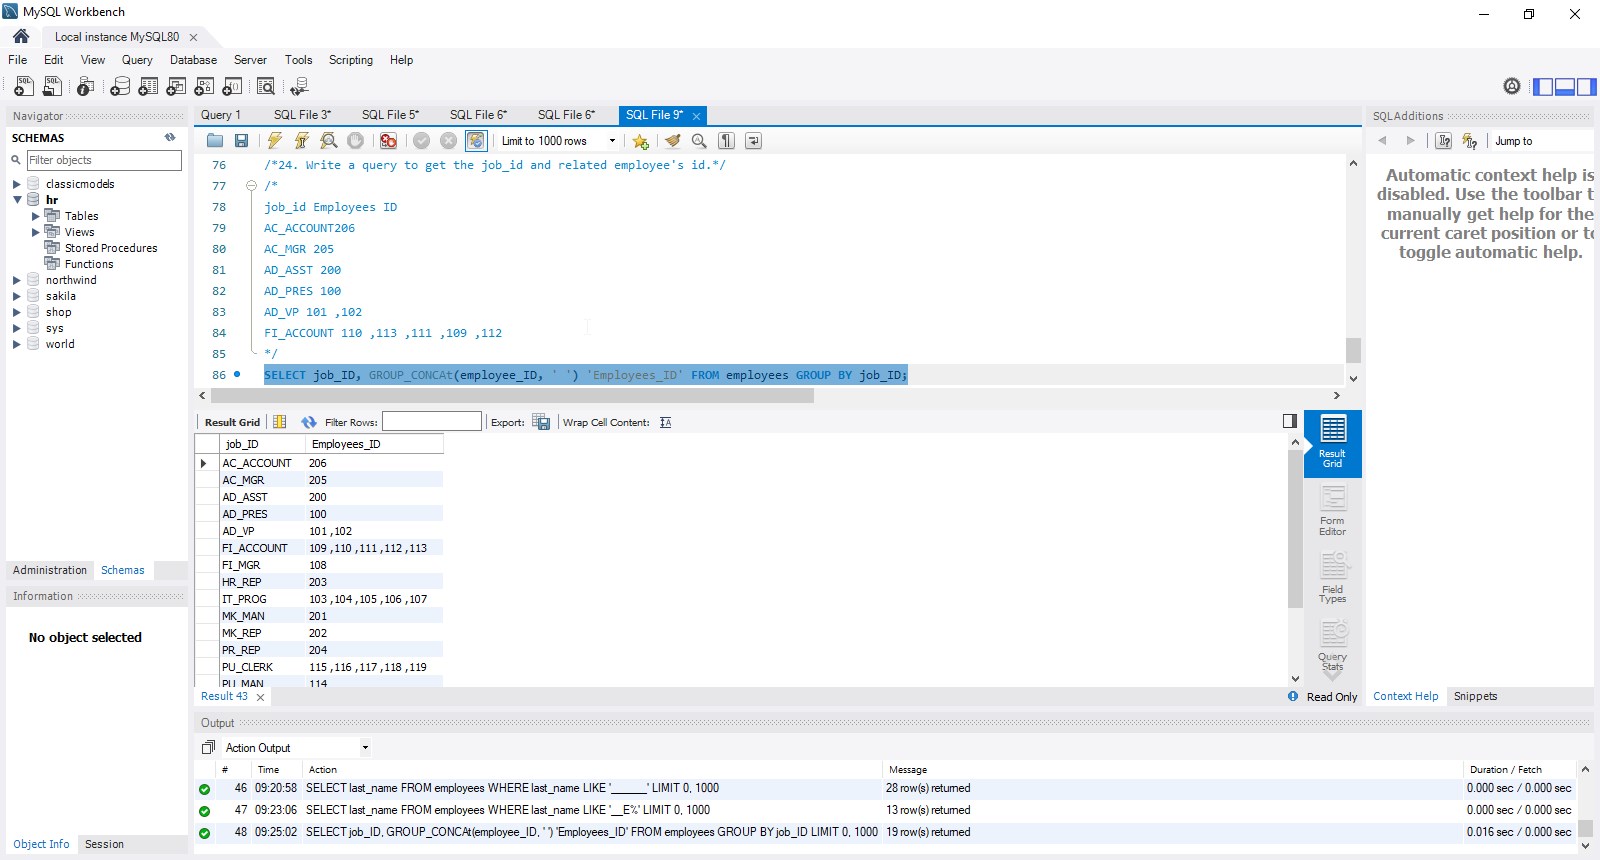 MySQL Workbench
Local instance MySQL80
File Edit View Query Database Server Tools Scripting Help
Navigator
SCHEMAS
Filter objects
classicmodels
hr
Tables
Views
Stored Procedures
Functions
northwind
sakila
shop
sys
world
Administration Schemas
Information
No object selected
Object Info Session
Query 1 SQL File 3* SQL File 5* SQL File 6* SQL File 6* SQL File 9*
Limit to 1000 rows
76 /*24. Write a query to get the job_id and related employee's id.*/
77 /*
78 job_id Employees ID
79 AC_ACCOUNT206
80 AC_MGR 205
81 AD_ASST 200
82 AD_PRES 100
83 AD_VP 101 ,102
84 FI_ACCOUNT 110 ,113 ,111 ,109 ,112
85 */
86 SELECT job_ID, GROUP_CONCAt(employee_ID, ' ') 'Employees_ID' FROM employees GROUP BY job_ID;
Result Grid Filter Rows: Export: Wrap Cell Content:
job_ID Employees_ID
AC_ACCOUNT 206
AC_MGR 205
AD_ASST 200
AD_PRES 100
AD_VP 101 ,102
FI_ACCOUNT 109 ,110 ,111 ,112 ,113
FI_MGR 108
HR_REP 203
IT_PROG 103 ,104 ,105 ,106 ,107
MK_MAN 201
MK_REP 202
PR_REP 204
PU_CLERK 115 ,116 ,117 ,118 ,119
PU_MAN 114
Result Grid
Form Editor
Field Types
Query Stats
Result 43
Read Only
SQLAdditions
Jump to
Automatic context help is
disabled. Use the toolbar t
manually get help for the
current caret position or to
toggle automatic help.
Context Help Snippets
Output
Action Output
# Time Action Message Duration / Fetch
46 09:20:58 SELECT last_name FROM employees WHERE last_name LIKE '______' LIMIT 0, 1000 28 row(s) returned 0.000 sec / 0.000 sec
47 09:23:06 SELECT last_name FROM employees WHERE last_name LIKE '__E%' LIMIT 0, 1000 13 row(s) returned 0.000 sec / 0.000 sec
48 09:25:02 SELECT job_ID, GROUP_CONCAt(employee_ID, ' ') 'Employees_ID' FROM employees GROUP BY job_ID LIMIT 0, 1000 19 row(s) returned 0.016 sec / 0.000 sec